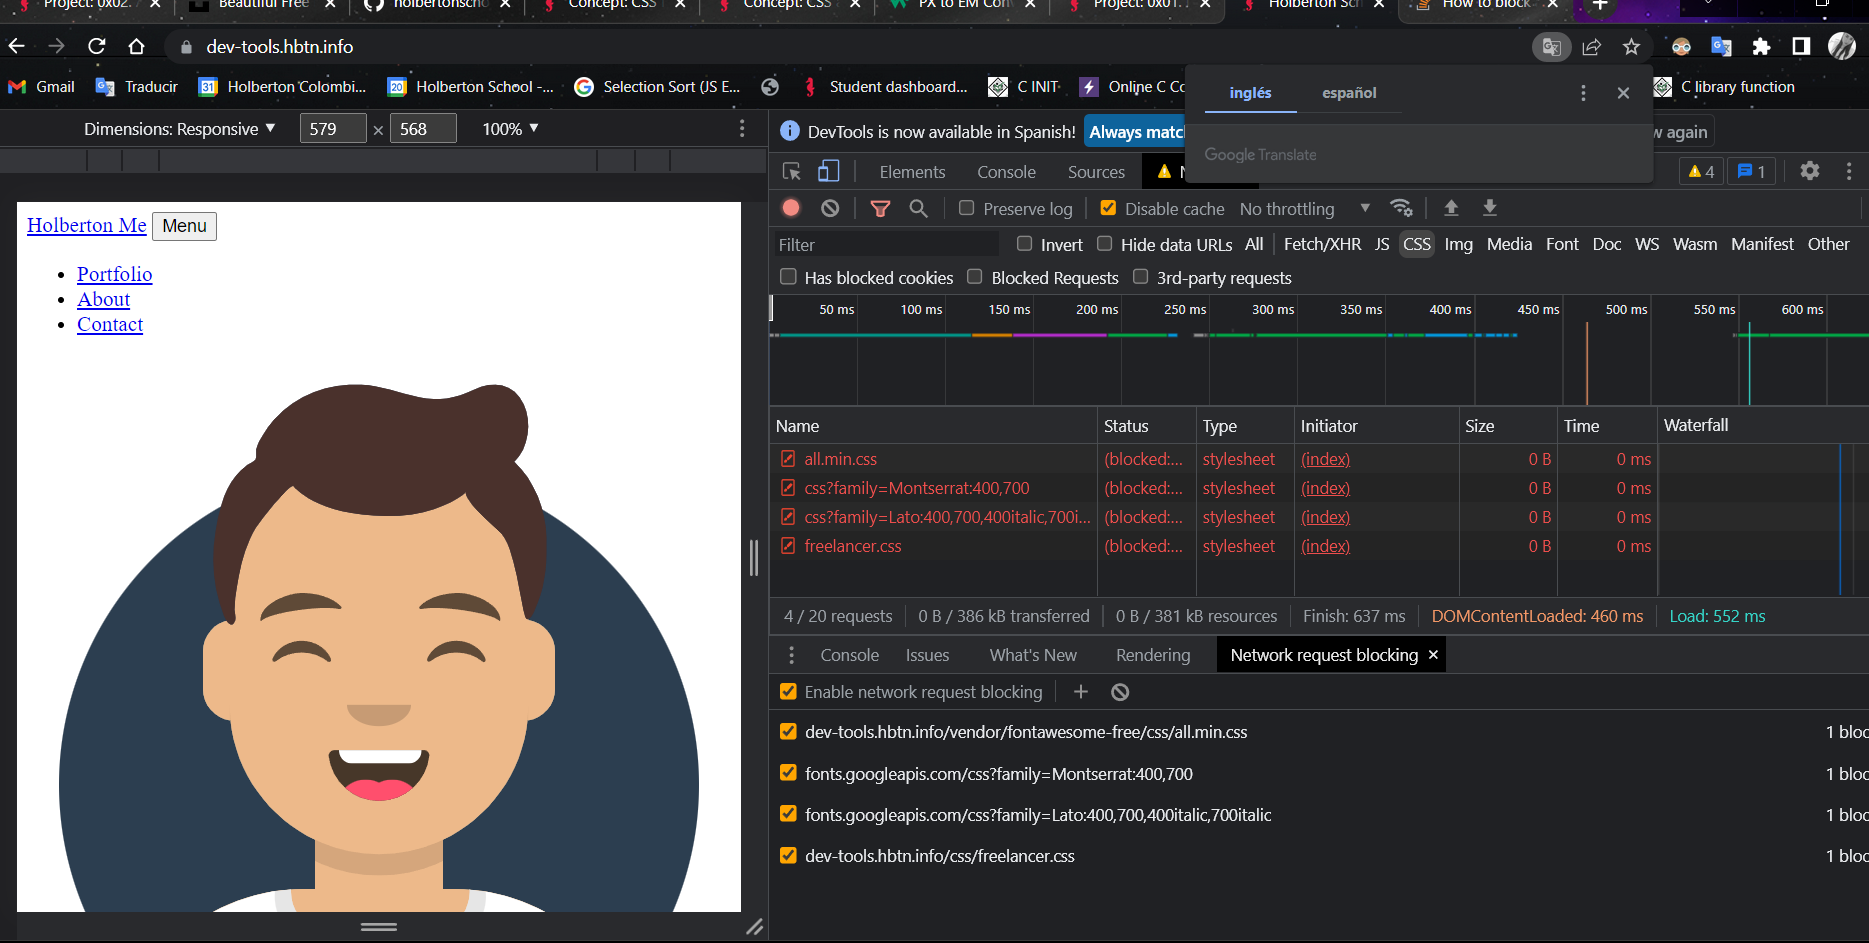 Project: 0x02.
Beautiful Free
holbertonscho
Concept: CSS
Concept: CSS
PX to EM Con
Project: 0x01.
Holberton Sch
How to block
dev-tools.hbtn.info
Gmail
Traducir
Holberton Colombi...
Holberton School -...
Selection Sort (JS E...
Student dashboard...
C INIT
Online C Co
C library function
inglés
español
Google Translate
Dimensions: Responsive ▼ 579 × 568 100% ▼
DevTools is now available in Spanish! Always matc
w again
Elements Console Sources N
4 1
Preserve log Disable cache No throttling ▼
Filter Invert Hide data URLs All Fetch/XHR JS CSS Img Media Font Doc WS Wasm Manifest Other
Has blocked cookies Blocked Requests 3rd-party requests
50 ms 100 ms 150 ms 200 ms 250 ms 300 ms 350 ms 400 ms 450 ms 500 ms 550 ms 600 ms
Name Status Type Initiator Size Time Waterfall
all.min.css (blocked:... stylesheet (index) 0 B 0 ms
css?family=Montserrat:400,700 (blocked:... stylesheet (index) 0 B 0 ms
css?family=Lato:400,700,400italic,700i... (blocked:... stylesheet (index) 0 B 0 ms
freelancer.css (blocked:... stylesheet (index) 0 B 0 ms
4 / 20 requests 0 B / 386 kB transferred 0 B / 381 kB resources Finish: 637 ms DOMContentLoaded: 460 ms Load: 552 ms
Console Issues What's New Rendering Network request blocking ×
Enable network request blocking
dev-tools.hbtn.info/vendor/fontawesome-free/css/all.min.css 1 bloc
fonts.googleapis.com/css?family=Montserrat:400,700 1 bloc
fonts.googleapis.com/css?family=Lato:400,700,400italic,700italic 1 bloc
dev-tools.hbtn.info/css/freelancer.css 1 bloc
Holberton Me Menu
• Portfolio
• About
• Contact